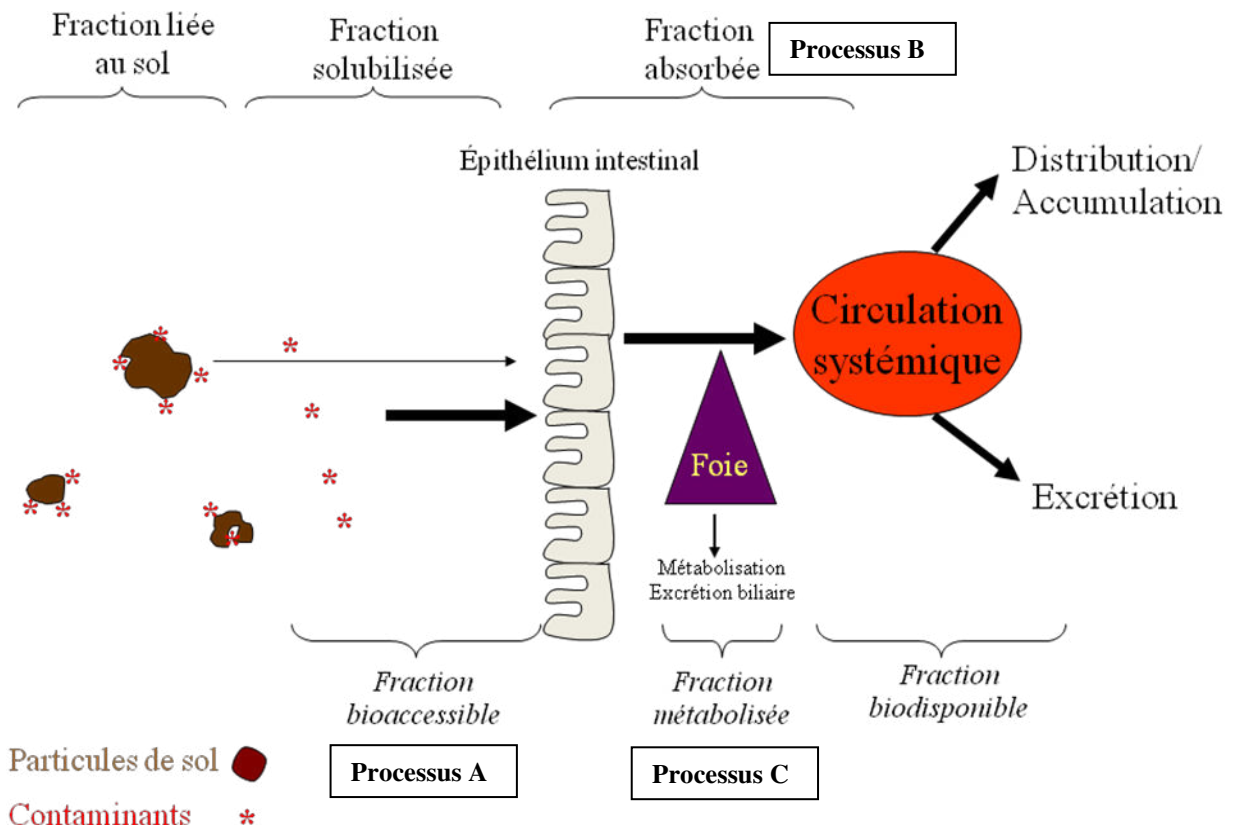 Fraction liée
au sol
Fraction
solubilisée
Fraction
absorbée
Processus B
Épithélium intestinal
Distribution/
Accumulation
Circulation
systémique
Foie
Excrétion
Métabolisation
Excrétion biliaire
Fraction
bioaccessible
Fraction
métabolisée
Fraction
biodisponible
Processus A
Processus C
Particules de sol
Contaminants